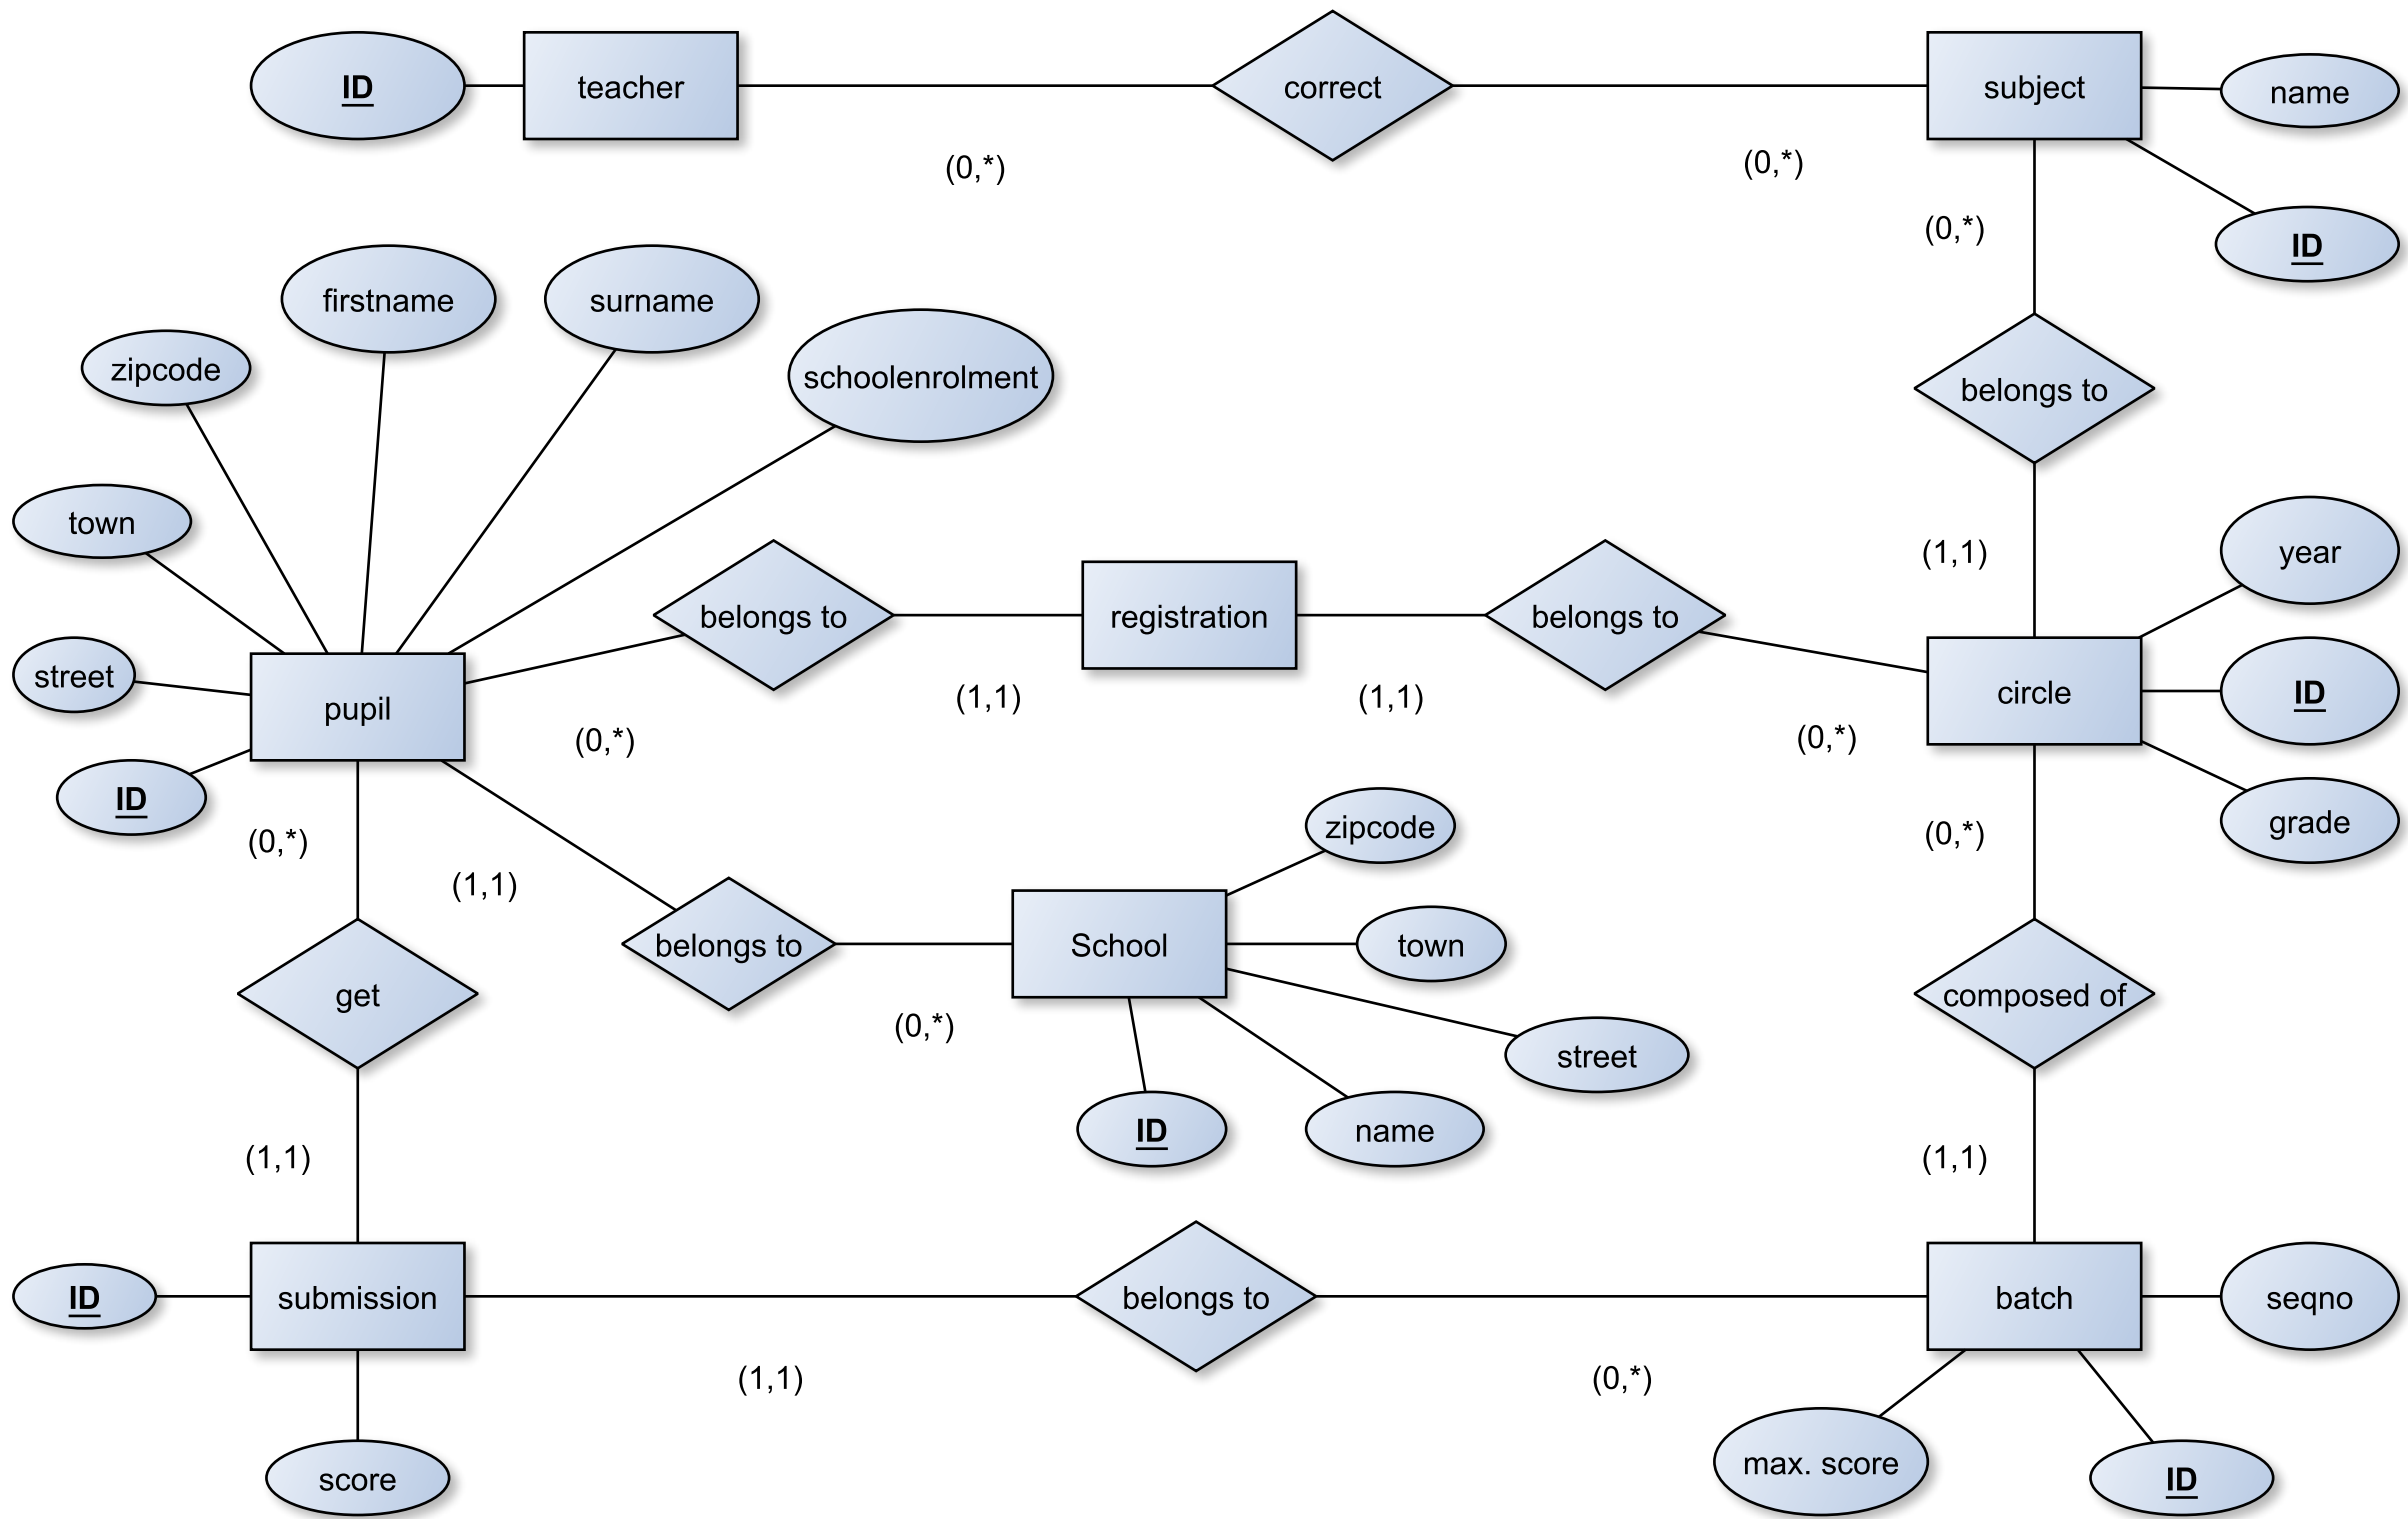 ID
teacher
correct
subject
name
(0,*)
(0,*)
(0,*)
ID
firstname
surname
zipcode
schoolenrolment
belongs to
town
(1,1)
year
belongs to
registration
belongs to
street
pupil
(1,1)
(1,1)
circle
ID
(0,*)
(0,*)
ID
(0,*)
(1,1)
zipcode
(0,*)
grade
belongs to
School
town
get
(0,*)
composed of
street
ID
name
(1,1)
(1,1)
ID
submission
belongs to
batch
seqno
(1,1)
(0,*)
score
max. score
ID